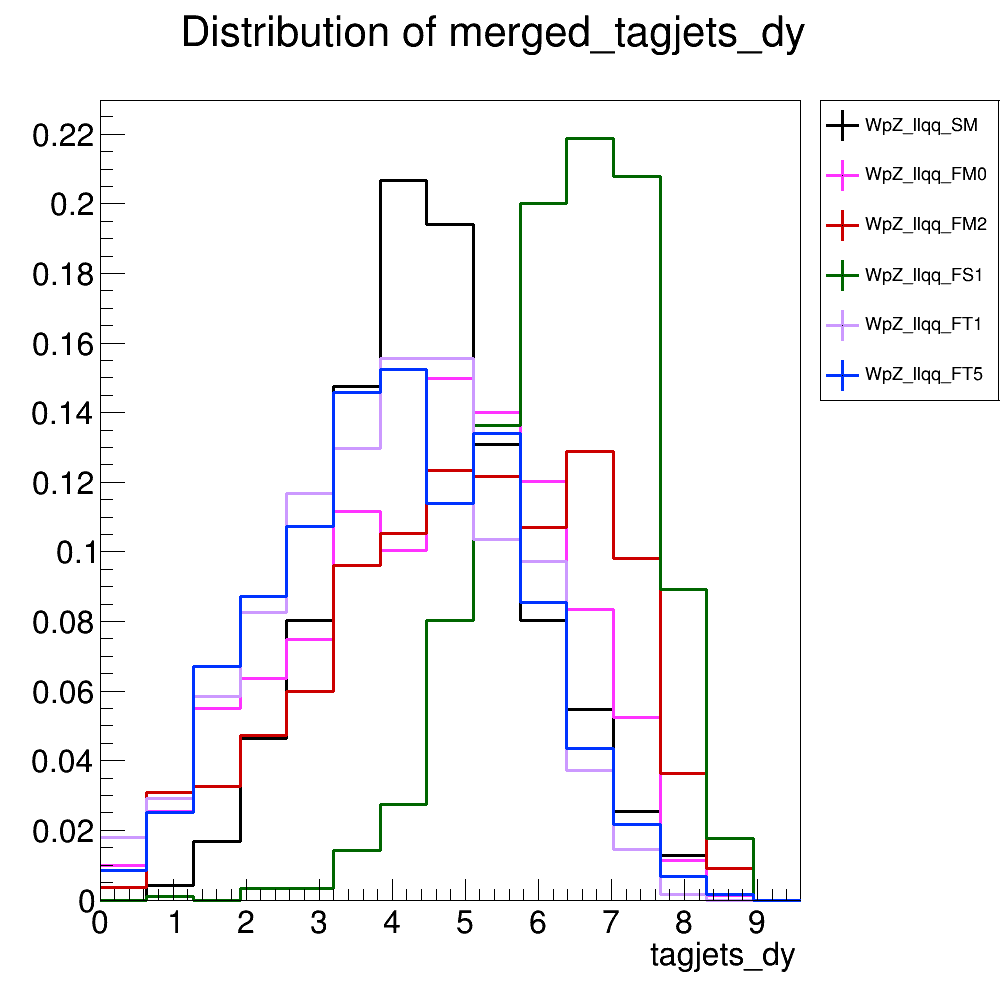 Distribution of merged_tagjets_dy
0.22
0.2
0.18
0.16
0.14
0.12
0.1
0.08
0.06
0.04
0.02
0
0 1 2 3 4 5 6 7 8 9
tagjets_dy
WpZ_llqq_SM
WpZ_llqq_FM0
WpZ_llqq_FM2
WpZ_llqq_FS1
WpZ_llqq_FT1
WpZ_llqq_FT5